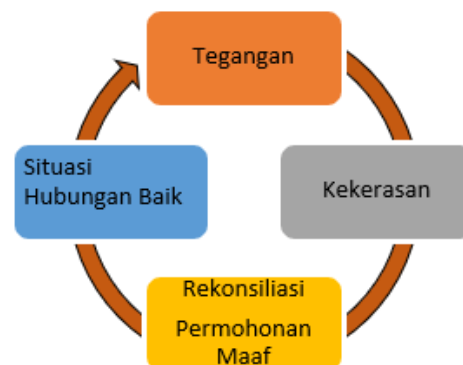 Tegangan
Kekerasan
Rekonsiliasi
Permohonan
Maaf
Situasi
Hubungan Baik